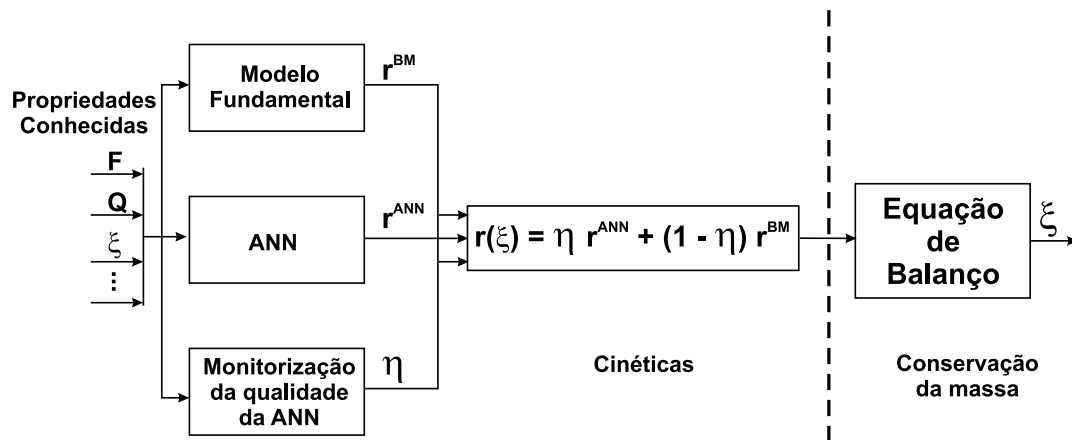 Propriedades
Conhecidas
F
Q
ξ
...
Modelo
Fundamental
r^BM
ANN
r^ANN
Monitorização
da qualidade
da ANN
η
r(ξ) = η r^ANN + (1 - η) r^BM
Cinéticas
Equação
de
Balanço
ξ
Conservação
da massa